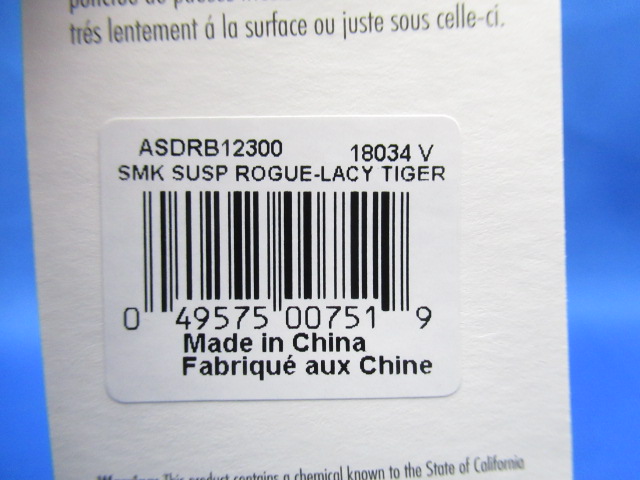 trés lentement á la surface ou juste sous celle-ci.
ASDRB12300 18034 V
SMK SUSP ROGUE-LACY TIGER
0 49575 00751 9
Made in China
Fabriqué aux Chine
This product contains a chemical known to the State of California